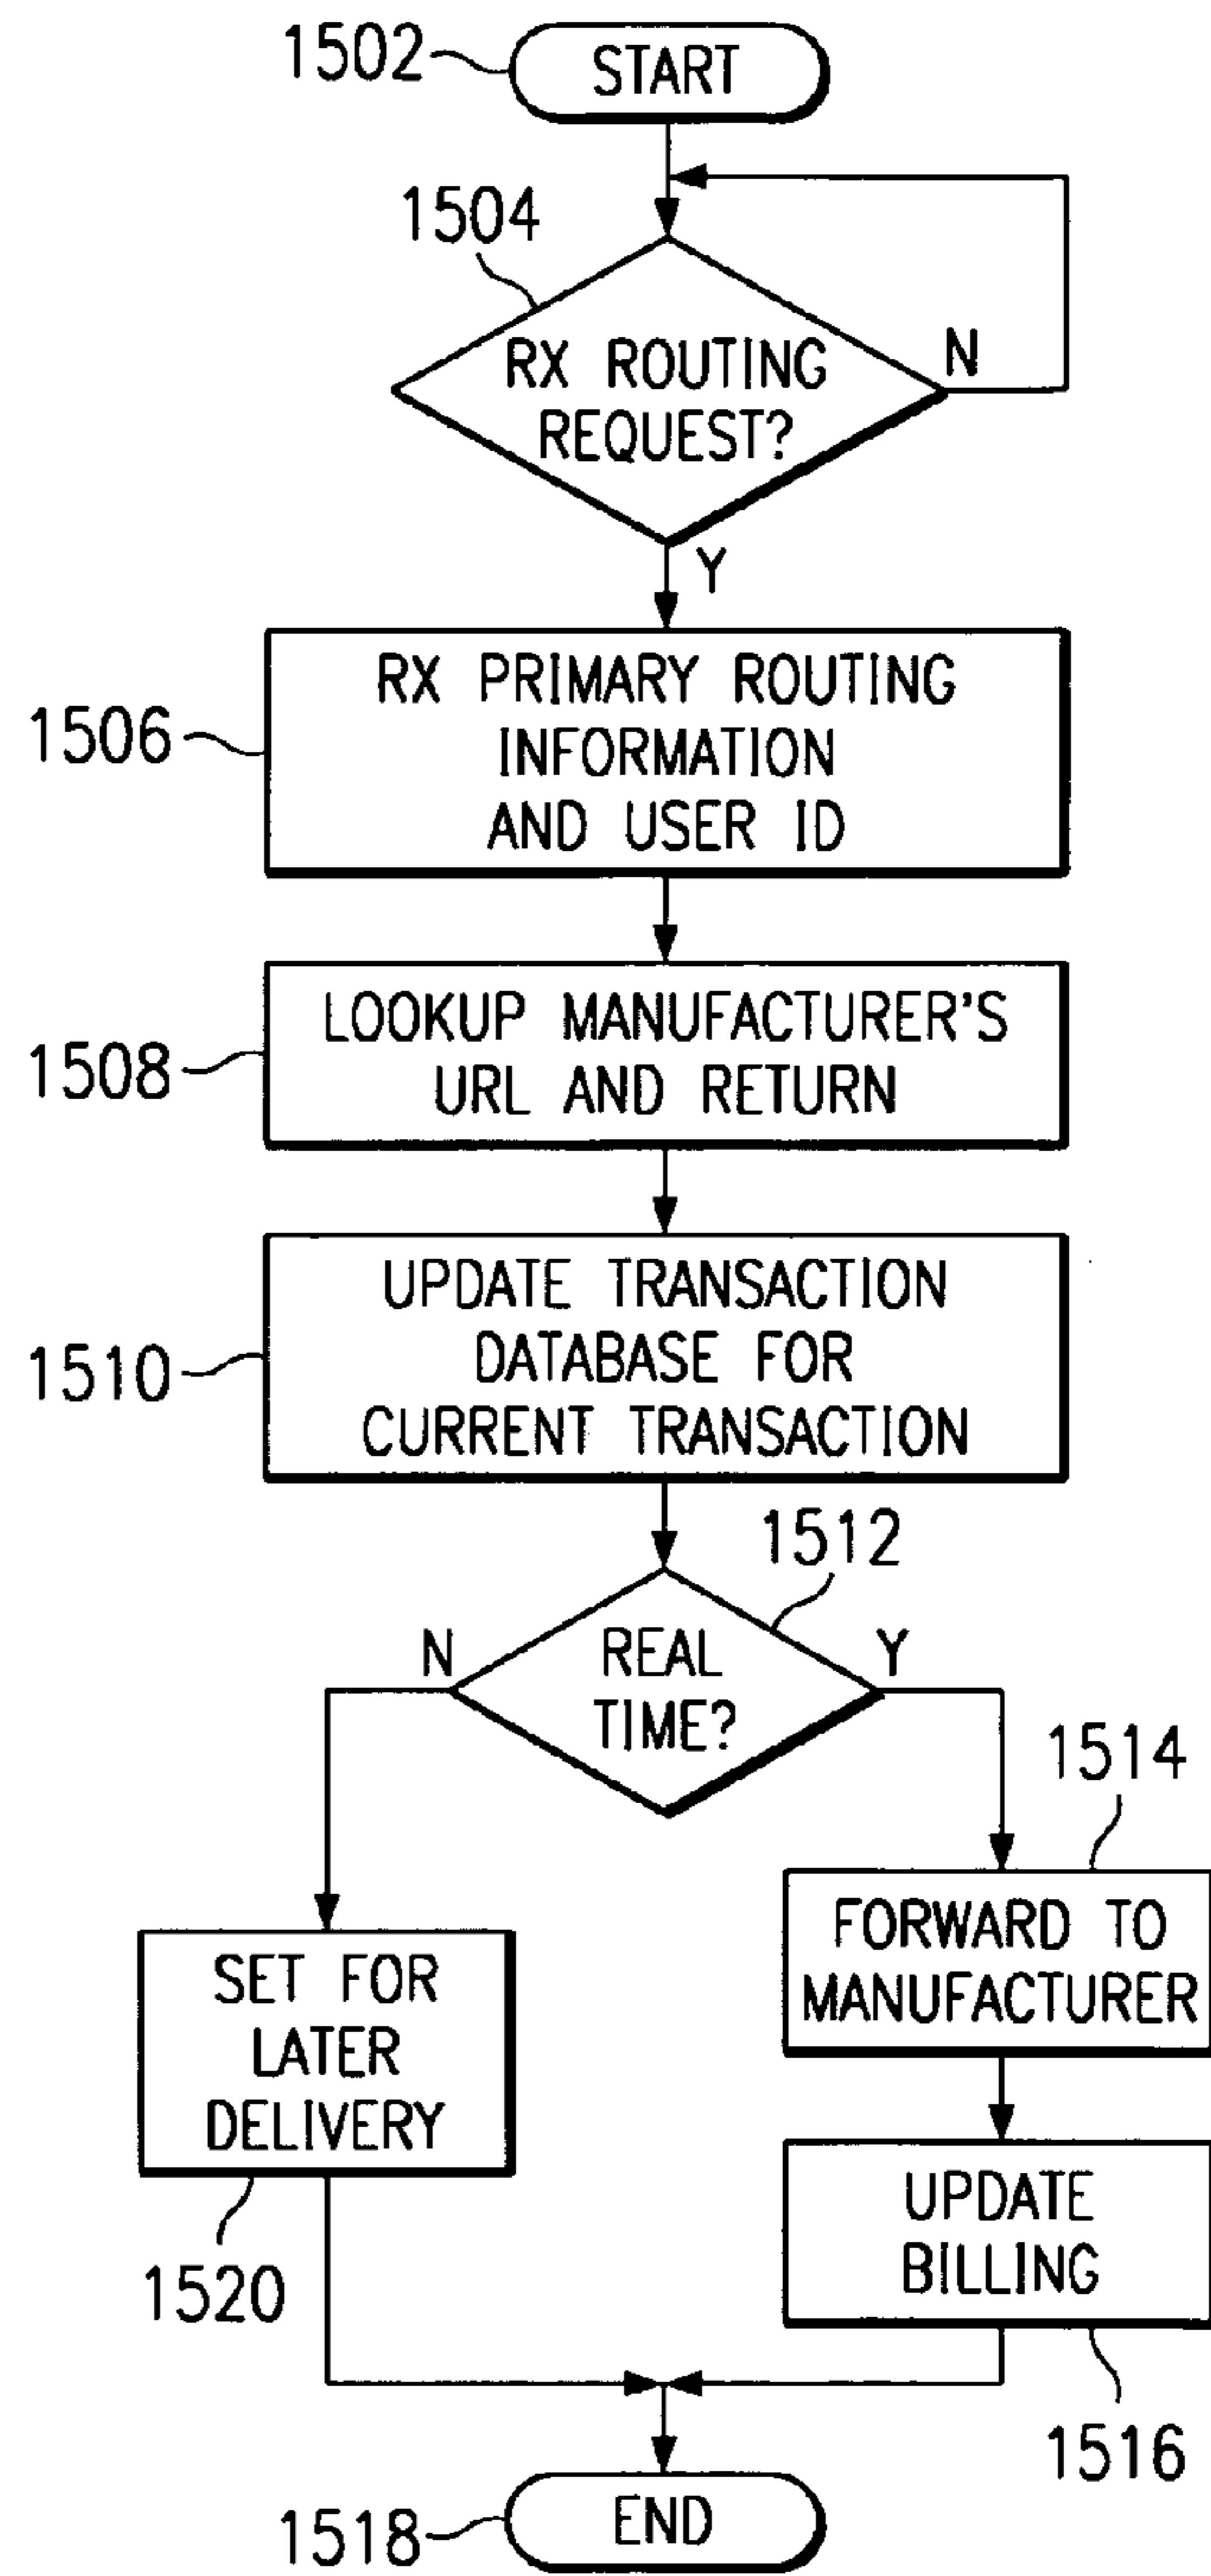 1502
START
1504
RX ROUTING
REQUEST?
N
Y
1506
RX PRIMARY ROUTING
INFORMATION
AND USER ID
1508
LOOKUP MANUFACTURER'S
URL AND RETURN
1510
UPDATE TRANSACTION
DATABASE FOR
CURRENT TRANSACTION
1512
N
REAL
TIME?
Y
1514
FORWARD TO
MANUFACTURER
SET FOR
LATER
DELIVERY
1520
UPDATE
BILLING
1516
1518
END